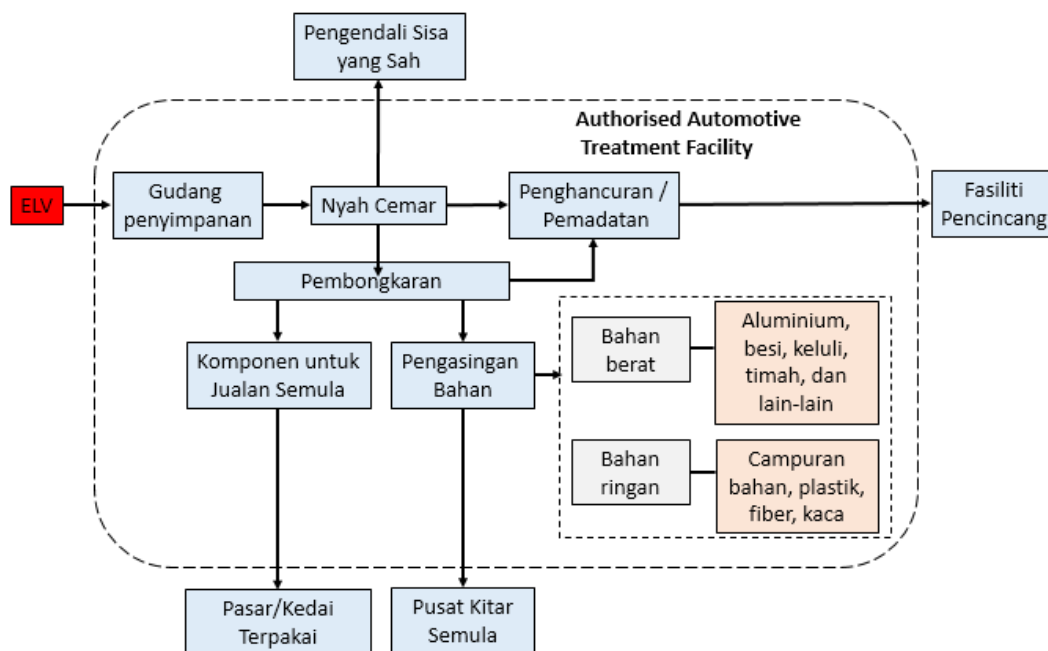 Pengendali Sisa
yang Sah
Authorised Automotive
Treatment Facility
ELV
Gudang
penyimpanan
Nyah Cemar
Penghancuran /
Pemadatan
Fasiliti
Pencincang
Pembongkaran
Komponen untuk
Jualan Semula
Pengasingan
Bahan
Bahan
berat
Aluminium,
besi, keluli,
timah, dan
lain-lain
Bahan
ringan
Campuran
bahan, plastik,
fiber, kaca
Pasar/Kedai
Terpakai
Pusat Kitar
Semula